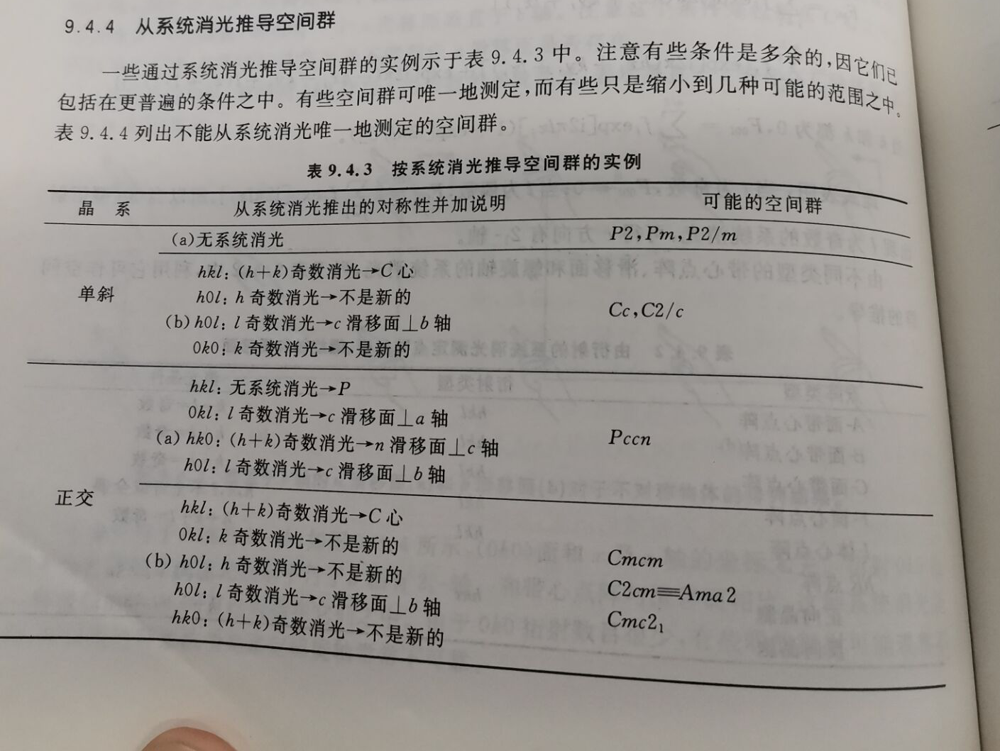 9.4.4 从系统消光推导空间群
一些通过系统消光推导空间群的实例示于表 9.4.3 中。注意有些条件是多余的,因它们已
包括在更普遍的条件之中。有些空间群可唯一地测定,而有些只是缩小到几种可能的范围之中。
表 9.4.4 列出不能从系统消光唯一地测定的空间群。
表 9.4.3 按系统消光推导空间群的实例
晶 系 从系统消光推出的对称性并加说明 可能的空间群
(a)无系统消光 P2,Pm,P2/m
hkl:(h+k)奇数消光→C 心
单斜 h0l:h 奇数消光→不是新的 Cc,C2/c
(b) h0l:l 奇数消光→c 滑移面⊥b 轴
0k0:k 奇数消光→不是新的
hkl:无系统消光→P
0kl:l 奇数消光→c 滑移面⊥a 轴
(a) hk0:(h+k)奇数消光→n 滑移面⊥c 轴 Pccn
h0l:l 奇数消光→c 滑移面⊥b 轴
正交
hkl:(h+k)奇数消光→C 心
0kl:k 奇数消光→不是新的
(b) h0l:h 奇数消光→不是新的 Cmcm
h0l:l 奇数消光→c 滑移面⊥b 轴 C2cm≡Ama2
hk0:(h+k)奇数消光→不是新的 Cmc2₁